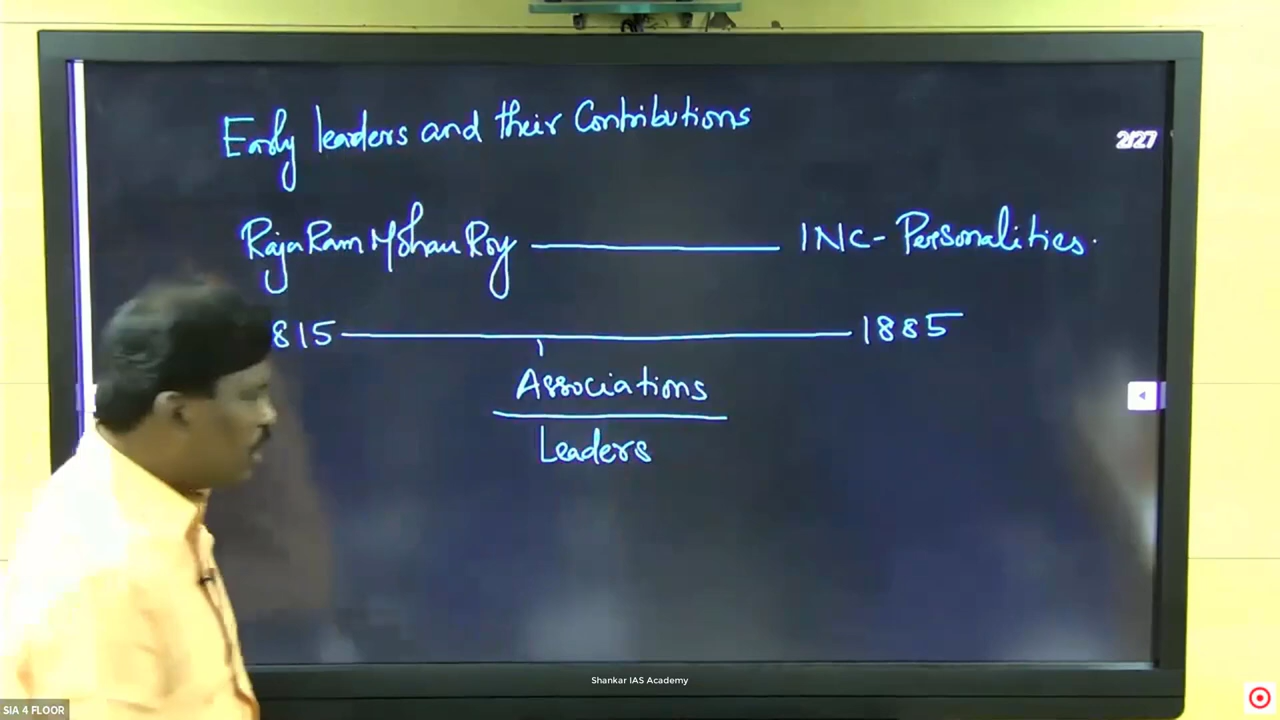 Early leaders and their Contributions
2/27
Raja Ram Mohan Roy — INC- Personalities.
815 — 1885
Associations
Leaders
Shankar IAS Academy
SIA 4 FLOOR